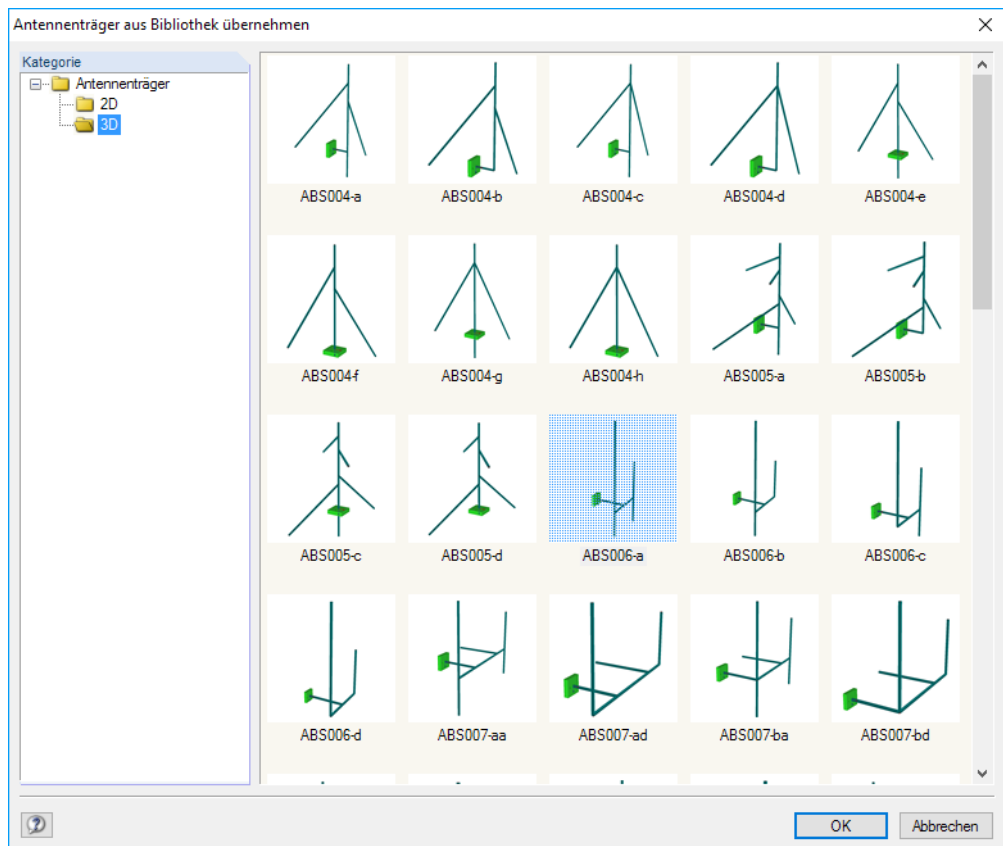 Antennenträger aus Bibliothek übernehmen
Kategorie
Antennenträger
2D
3D
ABS004-a ABS004-b ABS004-c ABS004-d ABS004-e
ABS004-f ABS004-g ABS004-h ABS005-a ABS005-b
ABS005-c ABS005-d ABS006-a ABS006-b ABS006-c
ABS006-d ABS007-aa ABS007-ad ABS007-ba ABS007-bd
OK Abbrechen